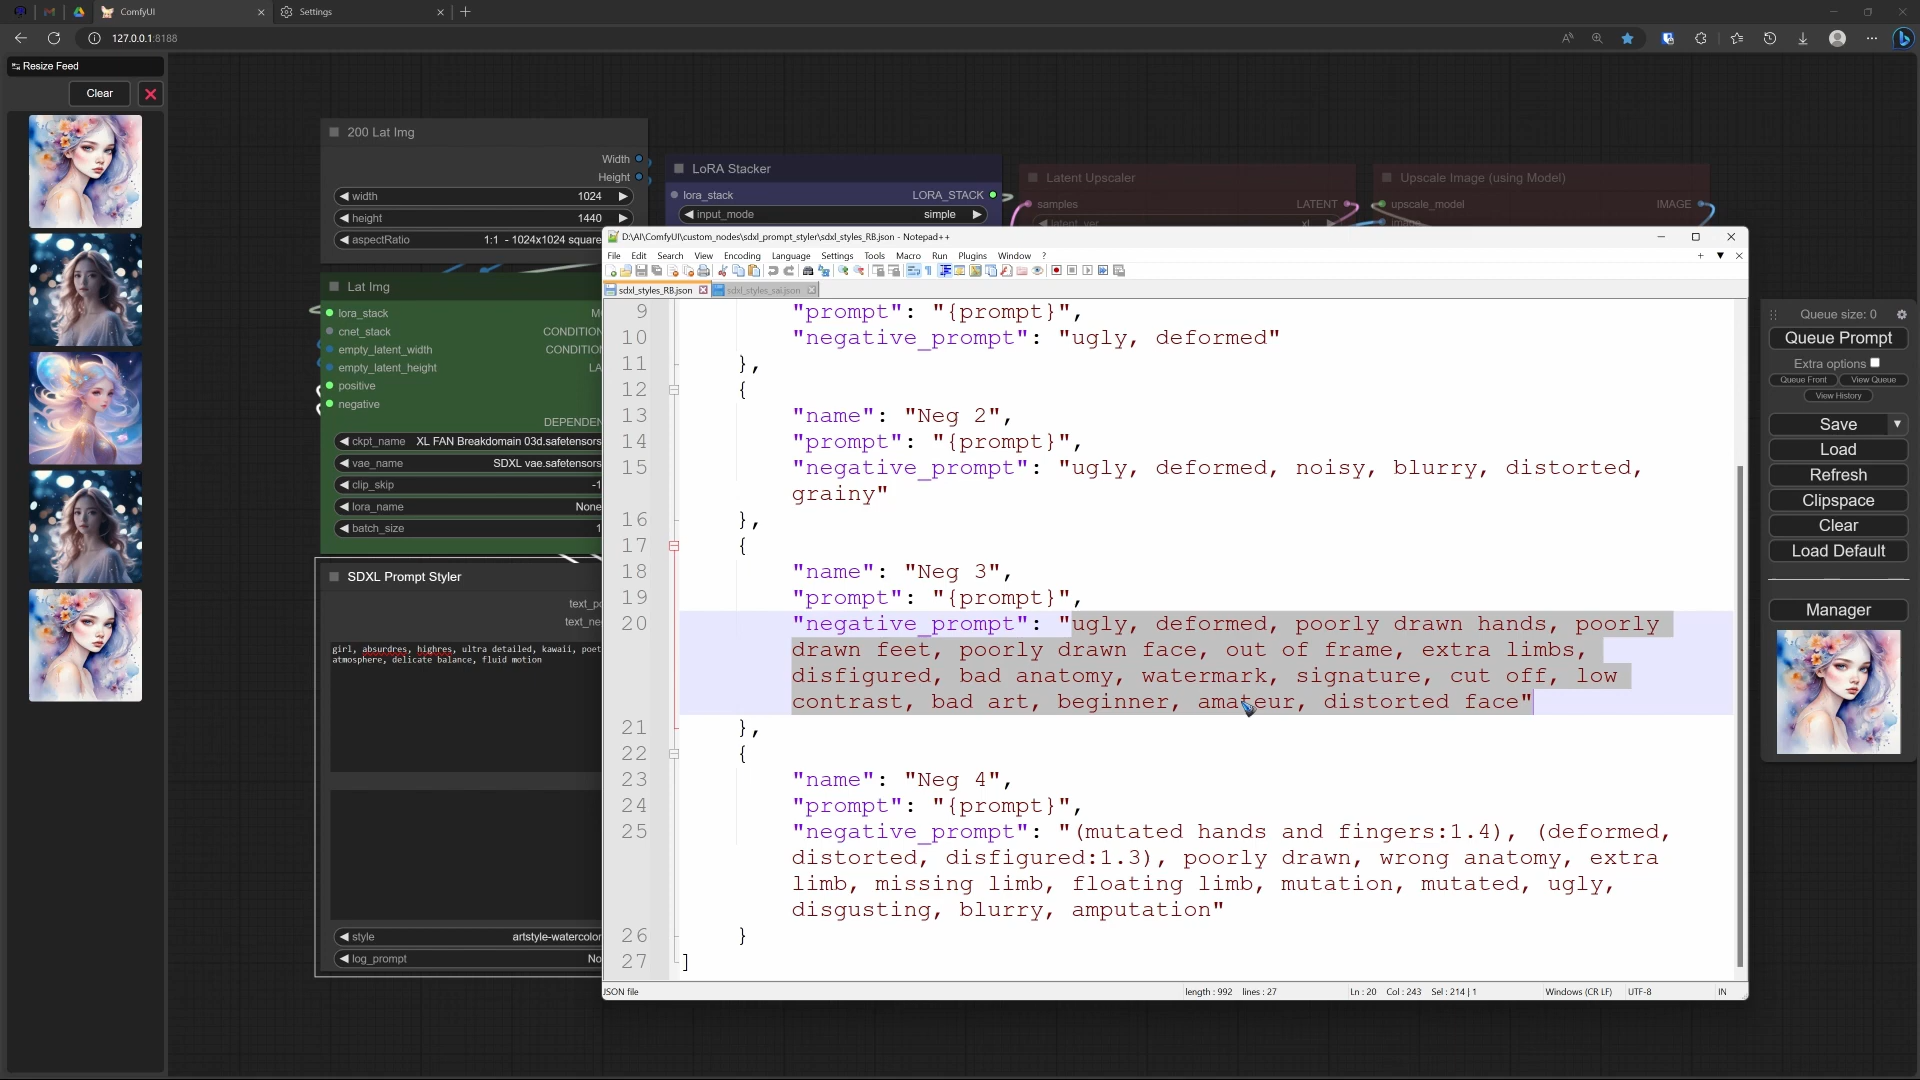 ComfyUI
Settings
127.0.0.1:8188
Resize Feed
Clear
200 Lat Img
Width
Height
width 1024
height 1440
aspectRatio 1:1 - 1024x1024 square
LoRA Stacker
lora_stack LORA_STACK
input_mode simple
Latent Upscaler
samples LATENT
latent_ver xl
Upscale Image (using Model)
upscale_model IMAGE
image
Lat Img
lora_stack M
cnet_stack CONDITION
empty_latent_width CONDITION
empty_latent_height LA
positive
negative
DEPENDEN
ckpt_name XL FAN Breakdomain 03d.safetensors
vae_name SDXL vae.safetensors
clip_skip -1
lora_name None
batch_size 1
SDXL Prompt Styler
text_po
text_ne
girl, absurdres, highres, ultra detailed, kawaii, poet
atmosphere, delicate balance, fluid motion
style artstyle-watercolor
log_prompt No
D:\AI\ComfyUI\custom_nodes\sdxl_prompt_styler\sdxl_styles_RB.json - Notepad++
File Edit Search View Encoding Language Settings Tools Macro Run Plugins Window ?
sdxl_styles_RB.json sdxl_styles_sai.json
9 "prompt": "{prompt}",
10 "negative_prompt": "ugly, deformed"
11 },
12 {
13 "name": "Neg 2",
14 "prompt": "{prompt}",
15 "negative_prompt": "ugly, deformed, noisy, blurry, distorted,
grainy"
16 },
17 {
18 "name": "Neg 3",
19 "prompt": "{prompt}",
20 "negative_prompt": "ugly, deformed, poorly drawn hands, poorly
drawn feet, poorly drawn face, out of frame, extra limbs,
disfigured, bad anatomy, watermark, signature, cut off, low
contrast, bad art, beginner, amateur, distorted face"
21 },
22 {
23 "name": "Neg 4",
24 "prompt": "{prompt}",
25 "negative_prompt": "(mutated hands and fingers:1.4), (deformed,
distorted, disfigured:1.3), poorly drawn, wrong anatomy, extra
limb, missing limb, floating limb, mutation, mutated, ugly,
disgusting, blurry, amputation"
26 }
27 ]
JSON file length : 992 lines : 27 Ln : 20 Col : 243 Sel : 214 | 1 Windows (CR LF) UTF-8 IN
Queue size: 0
Queue Prompt
Extra options
Queue Front View Queue
View History
Save
Load
Refresh
Clipspace
Clear
Load Default
Manager